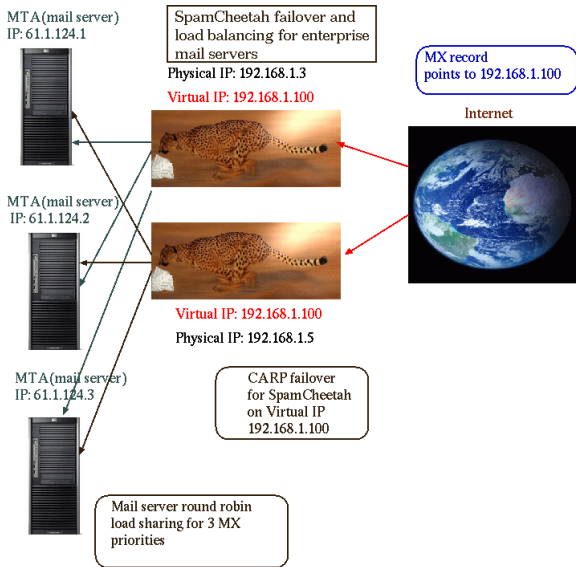 MTA(mail server)
IP: 61.1.124.1
SpamCheetah failover and
load balancing for enterprise
mail servers
Physical IP: 192.168.1.3
Virtual IP: 192.168.1.100
MX record
points to 192.168.1.100
Internet
MTA(mail server)
IP: 61.1.124.2
Virtual IP: 192.168.1.100
Physical IP: 192.168.1.5
MTA(mail server)
IP: 61.1.124.3
CARP failover
for SpamCheetah
on Virtual IP
192.168.1.100
Mail server round robin
load sharing for 3 MX
priorities